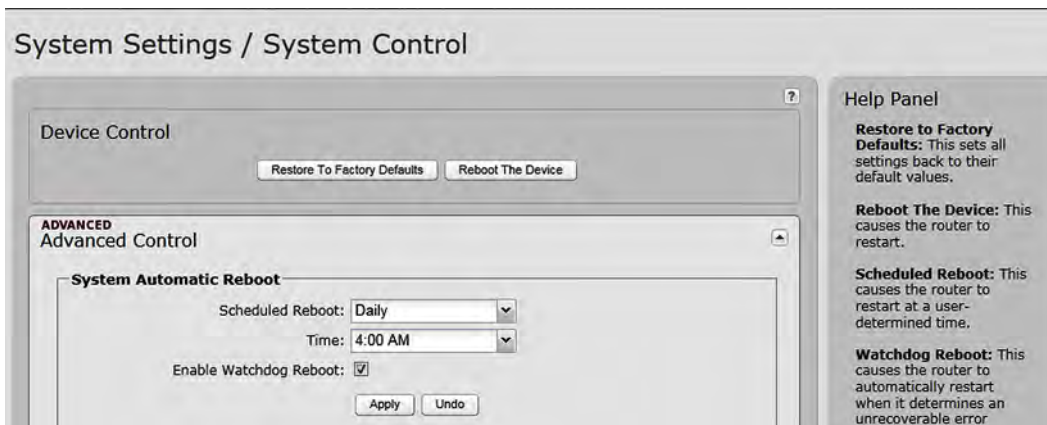 System Settings / System Control
?
Device Control
Restore To Factory Defaults
Reboot The Device
ADVANCED
Advanced Control
System Automatic Reboot
Scheduled Reboot: Daily
Time: 4:00 AM
Enable Watchdog Reboot:
Apply
Undo
Help Panel
Restore to Factory
Defaults: This sets all
settings back to their
default values.
Reboot The Device: This
causes the router to
restart.
Scheduled Reboot: This
causes the router to
restart at a user-
determined time.
Watchdog Reboot: This
causes the router to
automatically restart
when it determines an
unrecoverable error